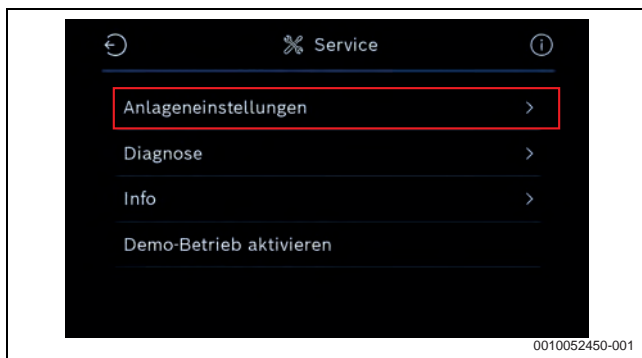 Service
Anlageneinstellungen
Diagnose
Info
Demo-Betrieb aktivieren
0010052450-001